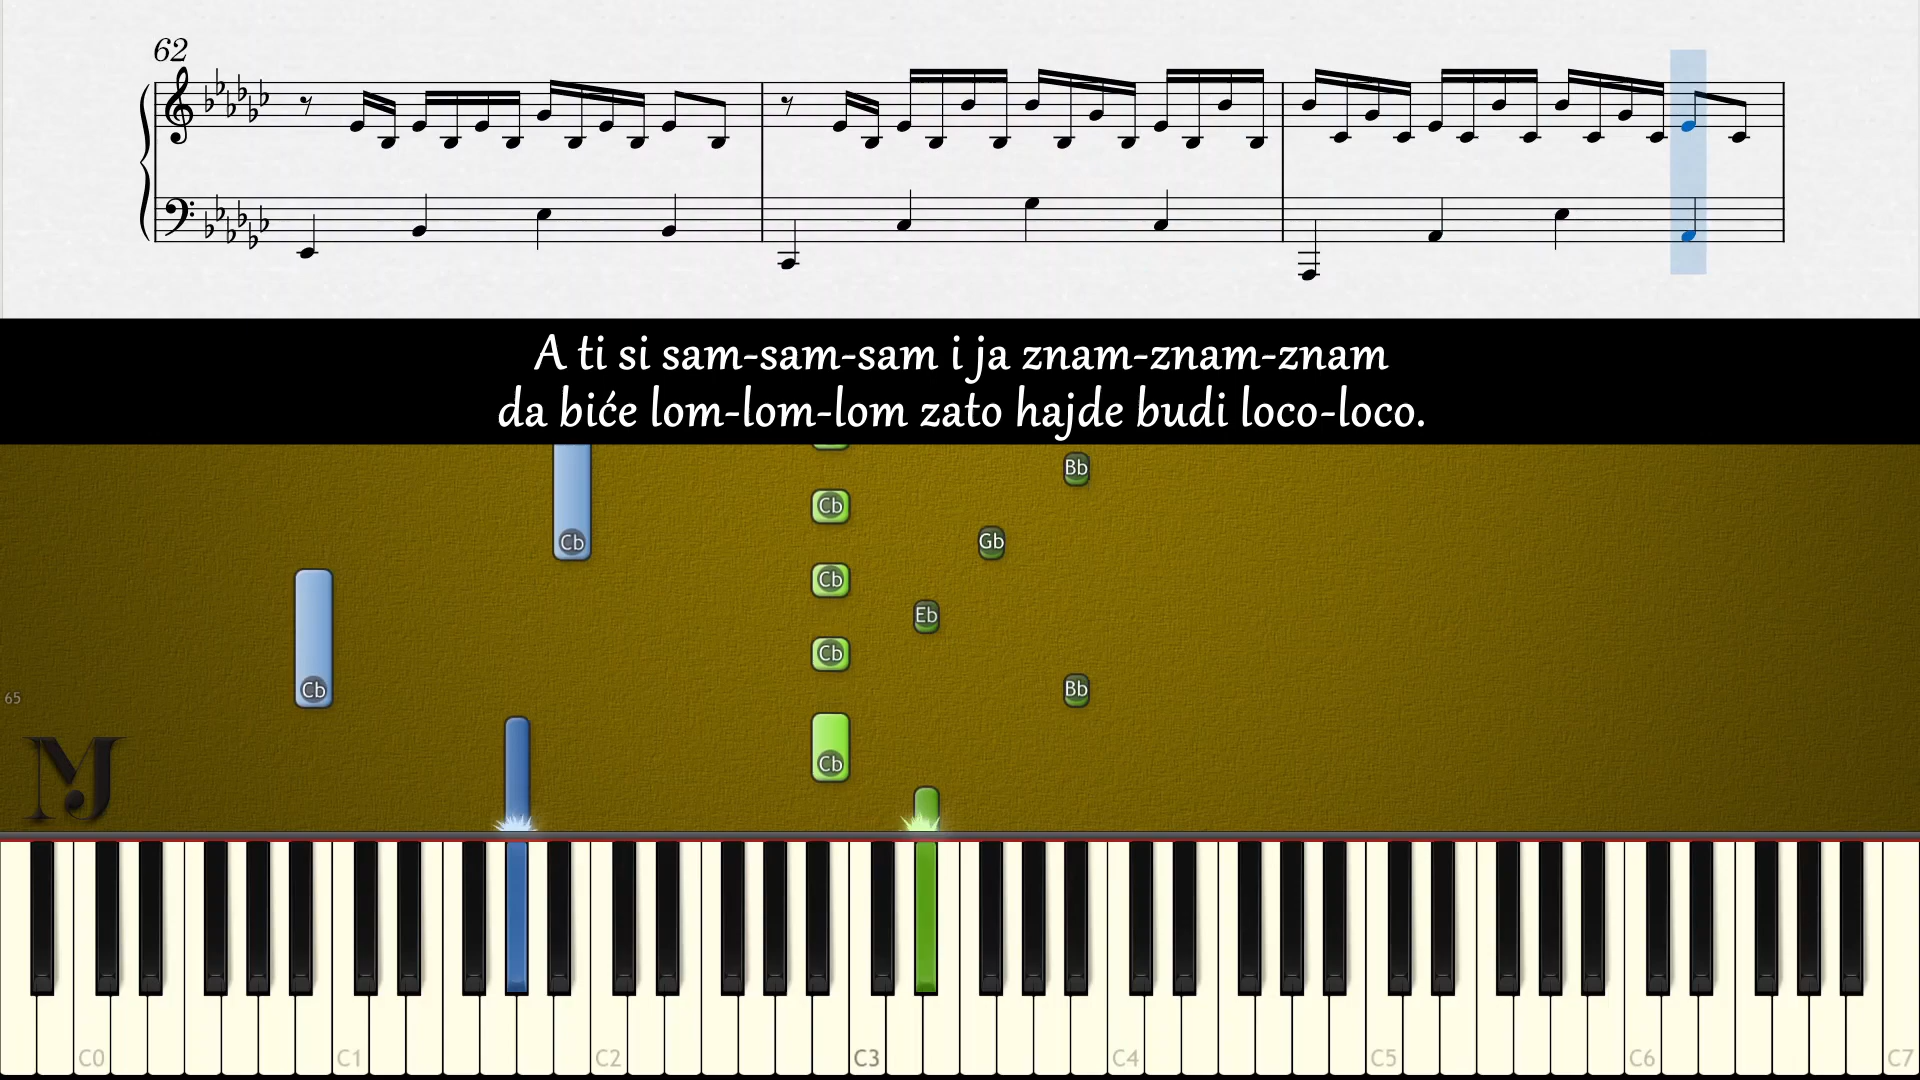 62
A ti si sam-sam-sam i ja znam-znam-znam
da biće lom-lom-lom zato hajde budi loco-loco.
Bb
Cb
Cb
Gb
Cb
Eb
Cb
Cb
Bb
65
Cb
MJ
C0 C1 C2 C3 C4 C5 C6 C7